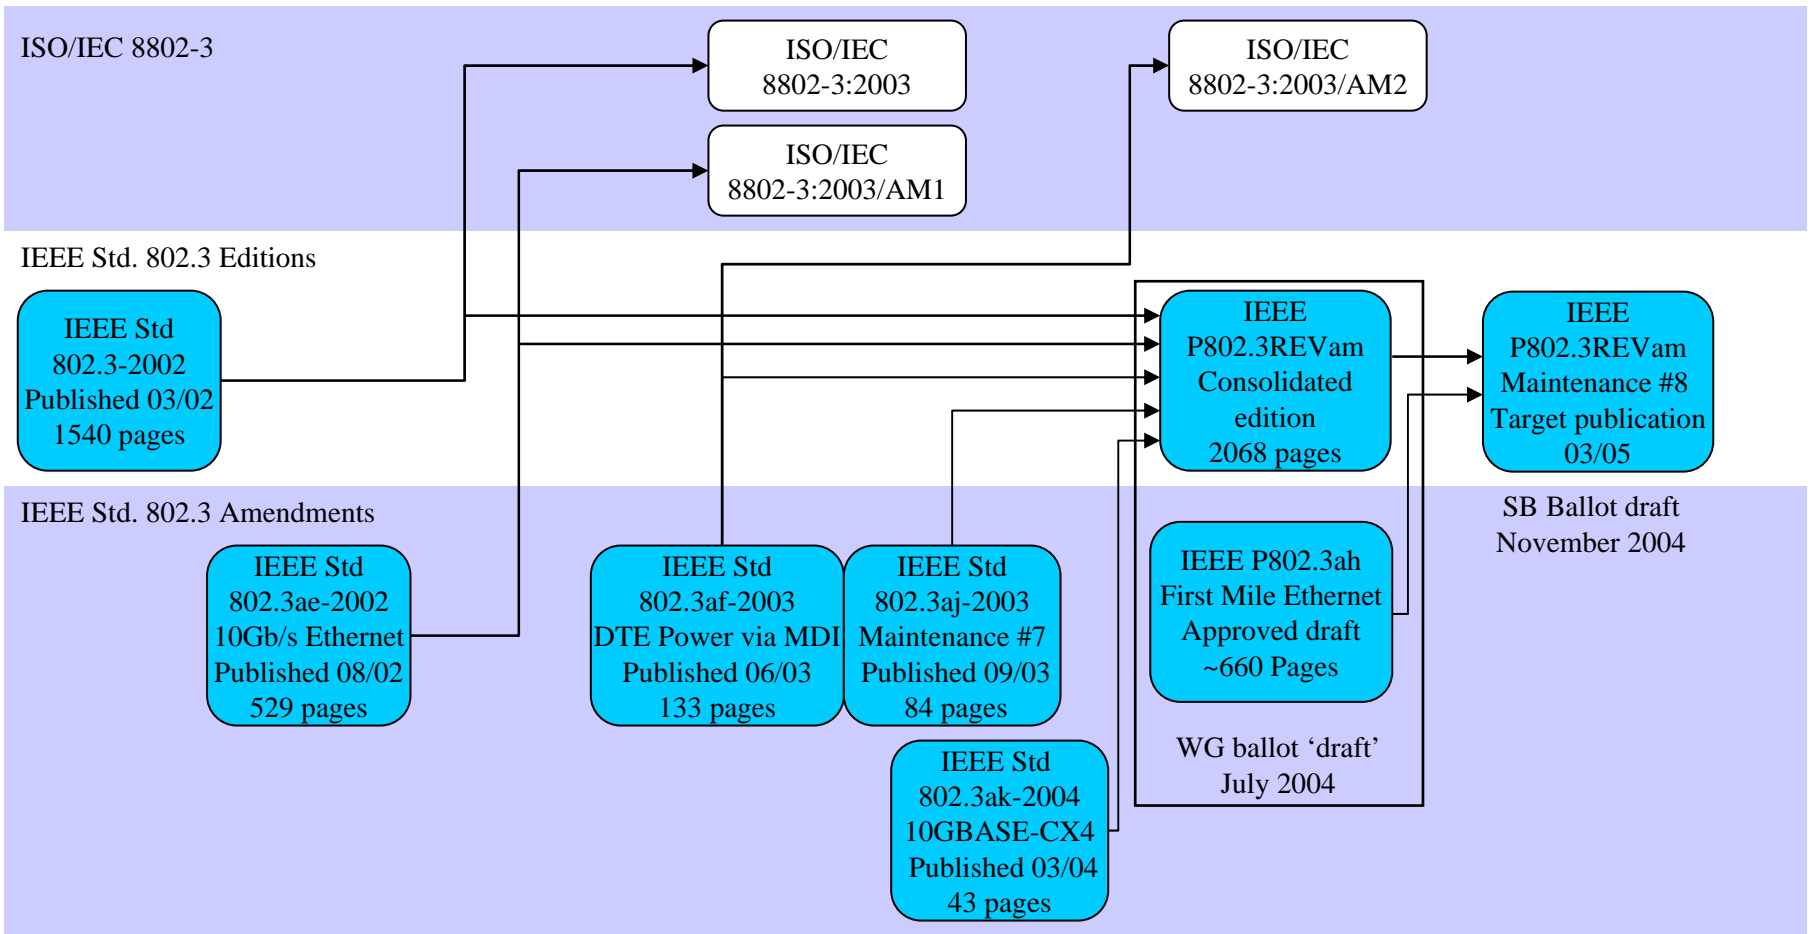 ISO/IEC 8802-3
ISO/IEC
8802-3:2003
ISO/IEC
8802-3:2003/AM2
ISO/IEC
8802-3:2003/AM1
IEEE Std. 802.3 Editions
IEEE Std
802.3-2002
Published 03/02
1540 pages
IEEE
P802.3REVam
Consolidated
edition
2068 pages
IEEE
P802.3REVam
Maintenance #8
Target publication
03/05
SB Ballot draft
November 2004
IEEE Std. 802.3 Amendments
IEEE Std
802.3ae-2002
10Gb/s Ethernet
Published 08/02
529 pages
IEEE Std
802.3af-2003
DTE Power via MDI
Published 06/03
133 pages
IEEE Std
802.3aj-2003
Maintenance #7
Published 09/03
84 pages
IEEE P802.3ah
First Mile Ethernet
Approved draft
~660 Pages
WG ballot ‘draft’
July 2004
IEEE Std
802.3ak-2004
10GBASE-CX4
Published 03/04
43 pages